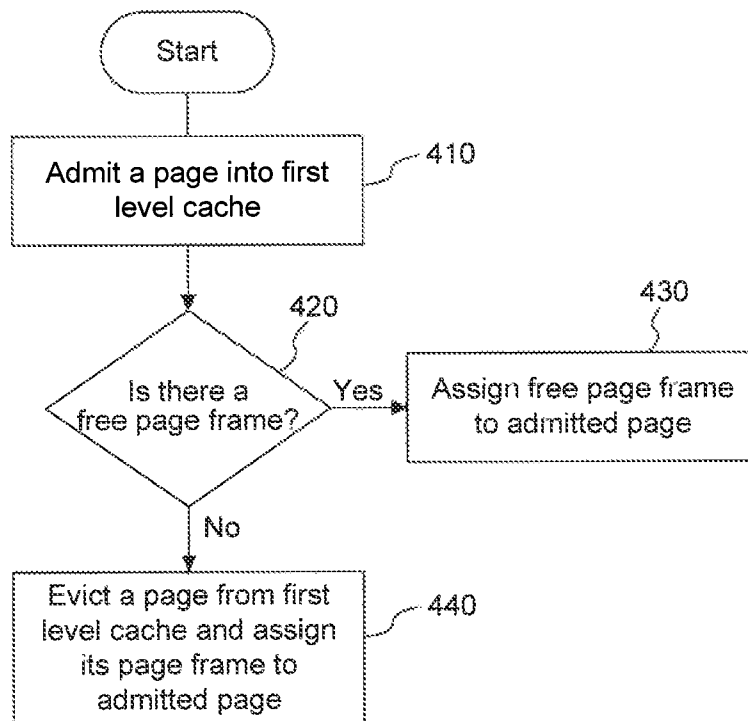 Start
Admit a page into first
level cache
410
420
Is there a
free page frame?
Yes
430
Assign free page frame
to admitted page
No
Evict a page from first
level cache and assign
its page frame to
admitted page
440